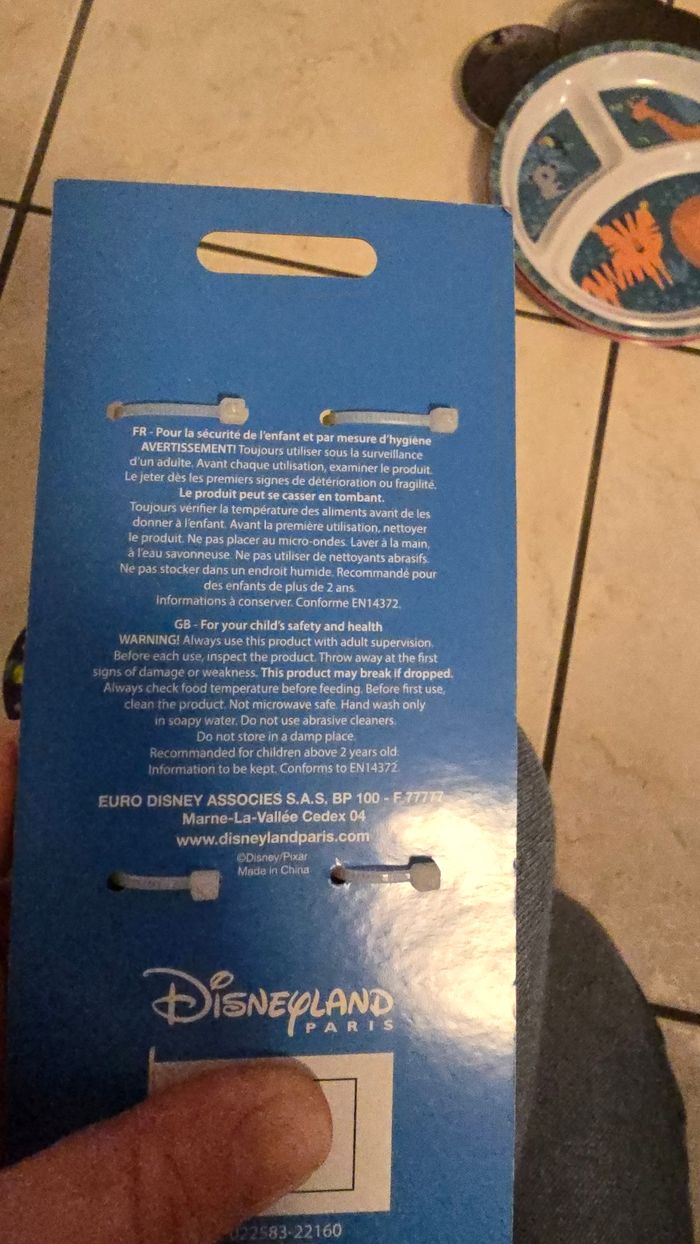 FR - Pour la sécurité de l'enfant et par mesure d'hygiène
AVERTISSEMENT! Toujours utiliser sous la surveillance
d'un adulte. Avant chaque utilisation, examiner le produit.
Le jeter dès les premiers signes de détérioration ou fragilité.
Le produit peut se casser en tombant.
Toujours vérifier la température des aliments avant de les
donner à l'enfant. Avant la première utilisation, nettoyer
le produit. Ne pas placer au micro-ondes. Laver à la main,
à l'eau savonneuse. Ne pas utiliser de nettoyants abrasifs.
Ne pas stocker dans un endroit humide. Recommandé pour
des enfants de plus de 2 ans.
Informations à conserver. Conforme EN14372.
GB - For your child's safety and health
WARNING! Always use this product with adult supervision.
Before each use, inspect the product. Throw away at the first
signs of damage or weakness. This product may break if dropped.
Always check food temperature before feeding. Before first use,
clean the product. Not microwave safe. Hand wash only
in soapy water. Do not use abrasive cleaners.
Do not store in a damp place.
Recommanded for children above 2 years old.
Information to be kept. Conforms to EN14372.
EURO DISNEY ASSOCIES S.A.S. BP 100 - F 77777
Marne-La-Vallée Cedex 04
www.disneylandparis.com
©Disney/Pixar
Made in China
DISNEYLAND
PARIS
022583-22160